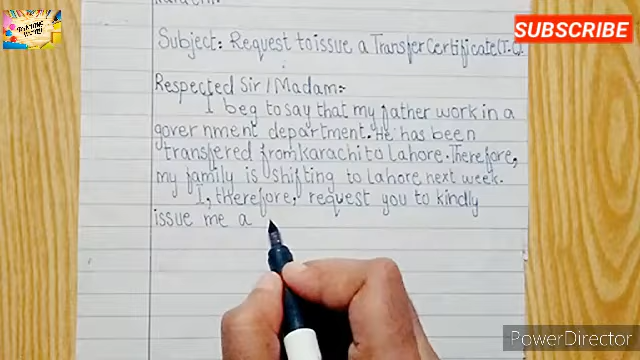 SUBSCRIBE
Karachi.
Subject: Request to issue a Transfer Certificate (T.C).
Respected Sir / Madam:-
I beg to say that my father work in a
government department. He has been
transfered from karachi to Lahore. Therefore,
my family is shifting to Lahore next week.
I, therefore, request you to kindly
issue me a
PowerDirector